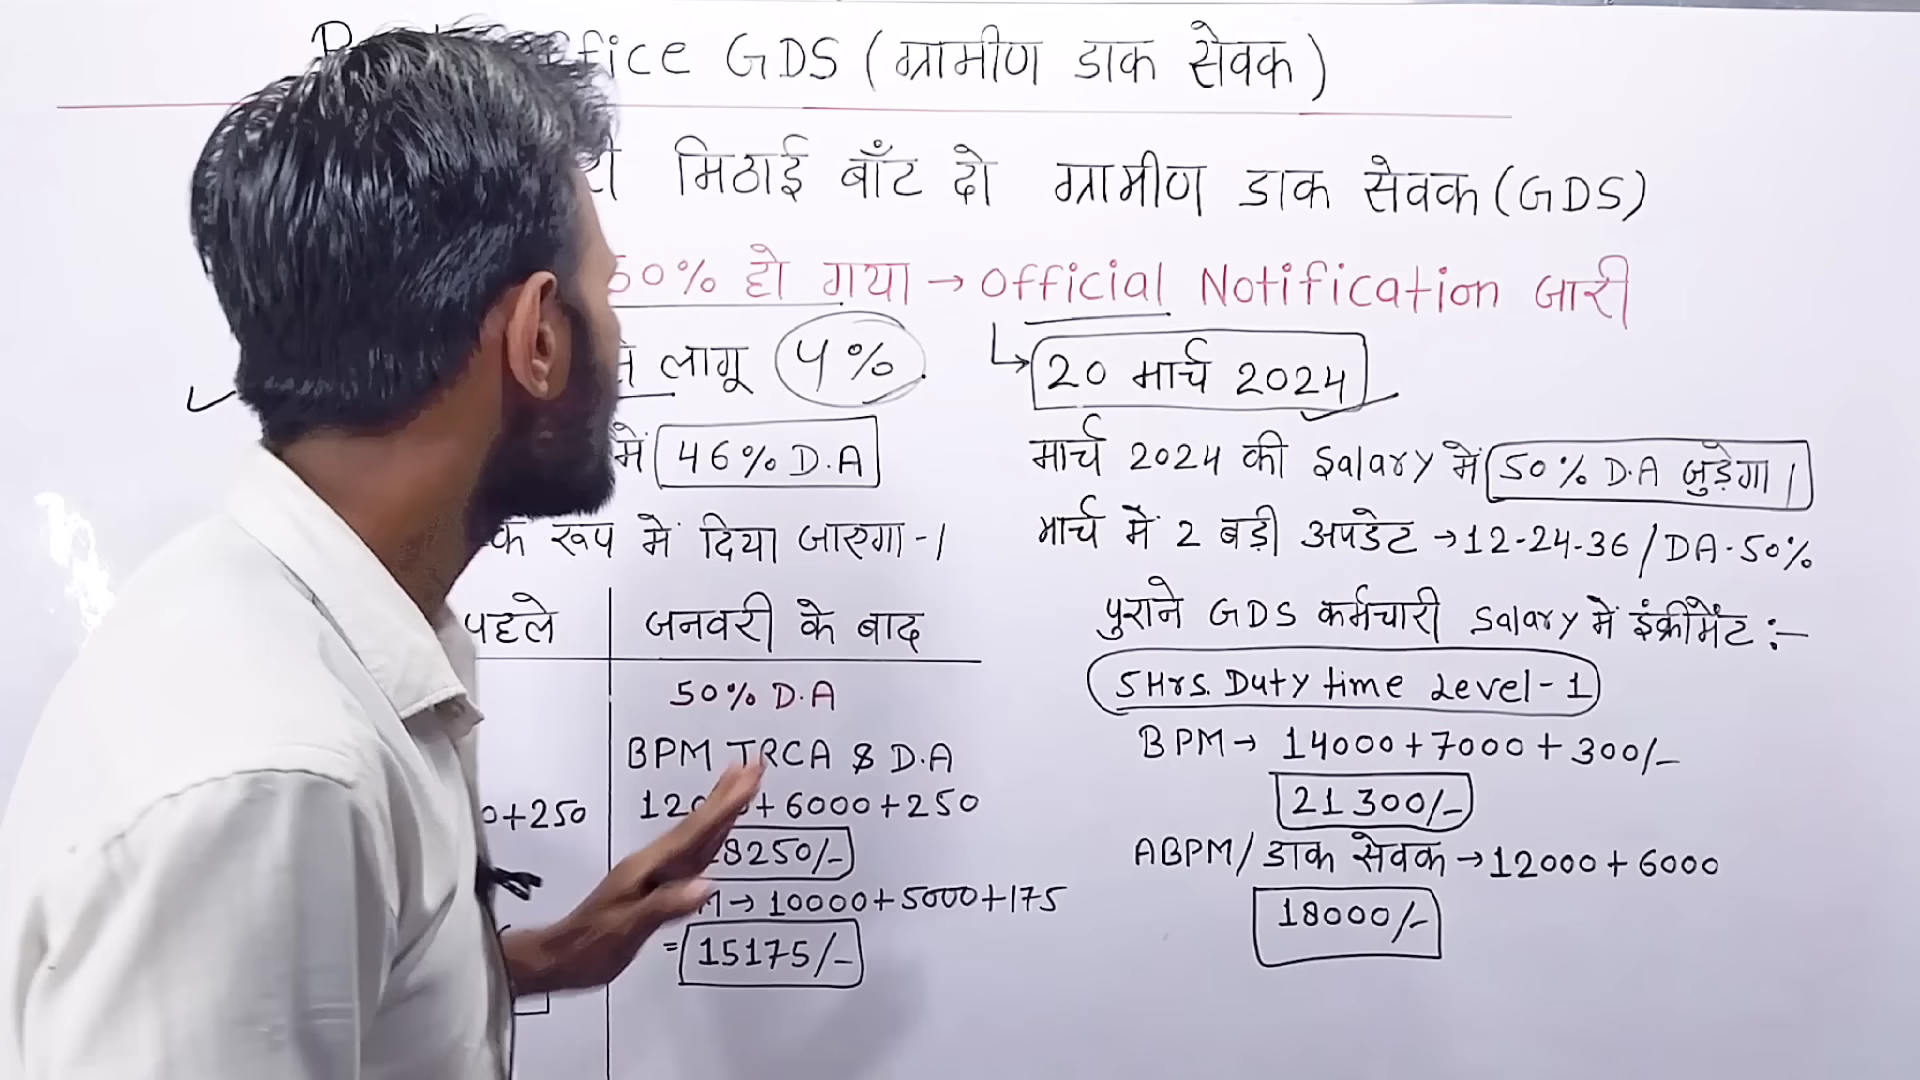 GDS (ग्रामीण डाक सेवक)
मिठाई बाँट दो ग्रामीण डाक सेवक (GDS)
50% हो गया → Official Notification जारी
लागू 4%
↳ 20 मार्च 2024
में 46% D.A
मार्च 2024 की Salary में 50% D.A जुड़ेगा।
के रूप में दिया जाएगा-।
मार्च में 2 बड़ी अपडेट → 12-24-36/DA-50%
पहले
जनवरी के बाद
50% D.A
BPM TRCA & D.A
+250
+ 6000 + 250
8250/-
→ 10000 + 5000 + 175
= 15175/-
पुराने GDS कर्मचारी Salary में इंक्रीमेंट :-
5Hrs. Duty time Level-1
BPM → 14000 + 7000 + 300/-
21300/-
ABPM/डाक सेवक → 12000 + 6000
18000/-